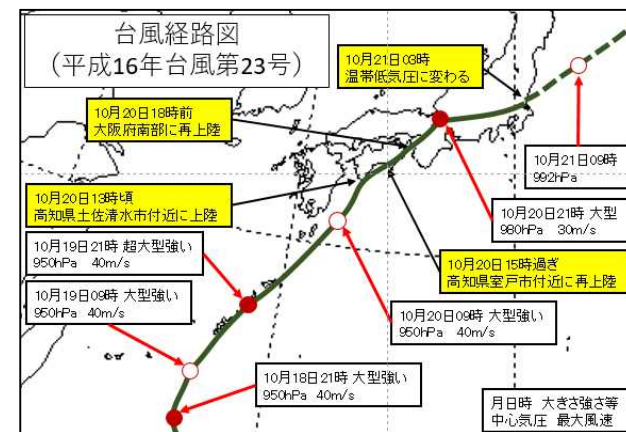 台風経路図
（平成16年台風第23号）
10月21日03時
温帯低気圧に変わる
10月20日18時前
大阪府南部に再上陸
10月21日09時
992hPa
10月20日13時頃
高知県土佐清水市付近に上陸
10月20日21時 大型
980hPa 30m/s
10月19日21時 超大型強い
950hPa 40m/s
10月20日15時過ぎ
高知県室戸市付近に再上陸
10月19日09時 大型強い
950hPa 40m/s
10月20日09時 大型強い
950hPa 40m/s
10月18日21時 大型強い
950hPa 40m/s
月日時 大きさ強さ等
中心気圧 最大風速